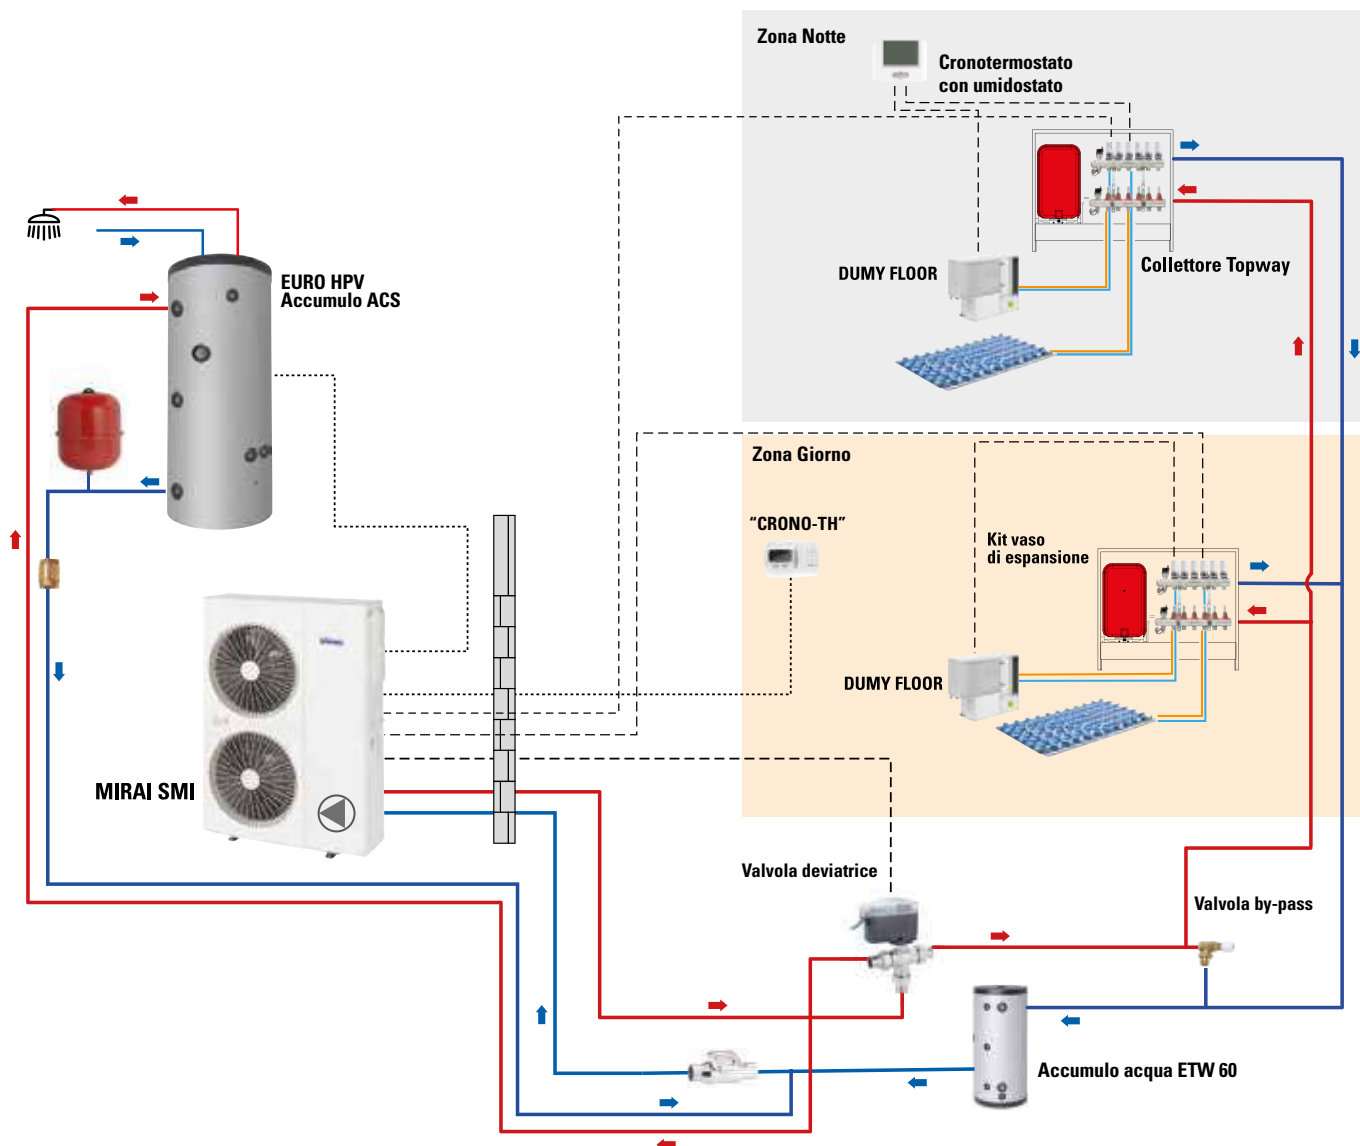 Zona Notte
Cronotermostato
con umidostato
DUMY FLOOR
Collettore Topway
EURO HPV
Accumulo ACS
Zona Giorno
"CRONO-TH"
Kit vaso
di espansione
DUMY FLOOR
MIRAI SMI
Valvola deviatrice
Valvola by-pass
Accumulo acqua ETW 60